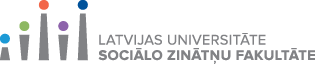 LATVIJAS UNIVERSITĀTE
SOCIĀLO ZINĀTŅU FAKULTĀTE